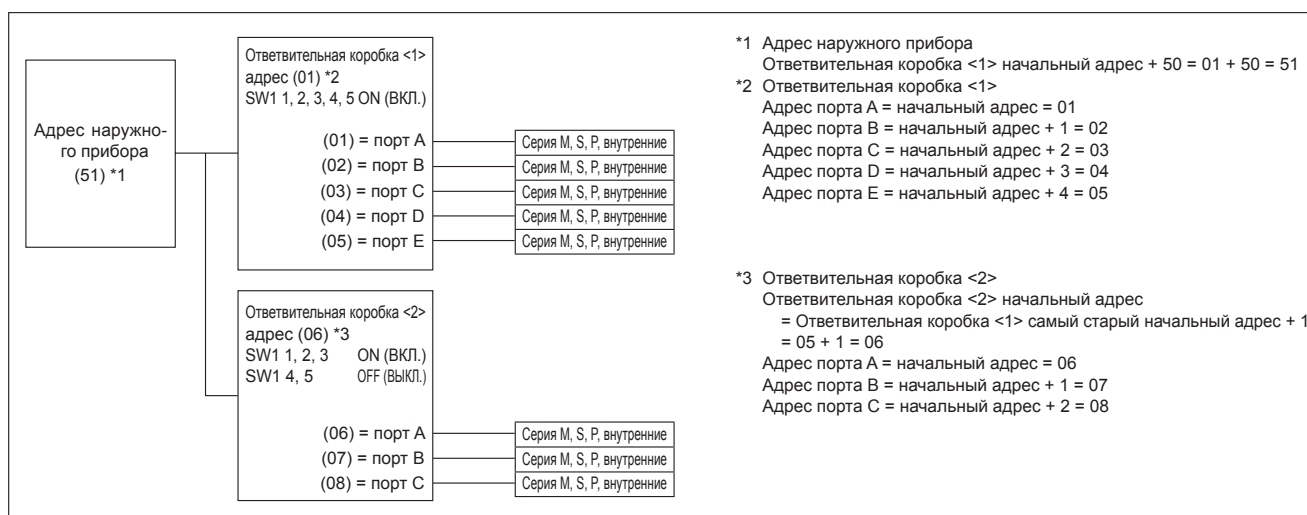 Адрес наружно-
го прибора
(51) *1
Ответвительная коробка <1>
адрес (01) *2
SW1 1, 2, 3, 4, 5 ON (ВКЛ.)
(01) = порт A
(02) = порт B
(03) = порт C
(04) = порт D
(05) = порт E
Серия M, S, P, внутренние
Серия M, S, P, внутренние
Серия M, S, P, внутренние
Серия M, S, P, внутренние
Серия M, S, P, внутренние
Ответвительная коробка <2>
адрес (06) *3
SW1 1, 2, 3 ON (ВКЛ.)
SW1 4, 5 OFF (ВЫКЛ.)
(06) = порт A
(07) = порт B
(08) = порт C
Серия M, S, P, внутренние
Серия M, S, P, внутренние
Серия M, S, P, внутренние
*1 Адрес наружного прибора
Ответвительная коробка <1> начальный адрес + 50 = 01 + 50 = 51
*2 Ответвительная коробка <1>
Адрес порта A = начальный адрес = 01
Адрес порта B = начальный адрес + 1 = 02
Адрес порта C = начальный адрес + 2 = 03
Адрес порта D = начальный адрес + 3 = 04
Адрес порта E = начальный адрес + 4 = 05
*3 Ответвительная коробка <2>
Ответвительная коробка <2> начальный адрес
= Ответвительная коробка <1> самый старый начальный адрес + 1
= 05 + 1 = 06
Адрес порта A = начальный адрес = 06
Адрес порта B = начальный адрес + 1 = 07
Адрес порта C = начальный адрес + 2 = 08